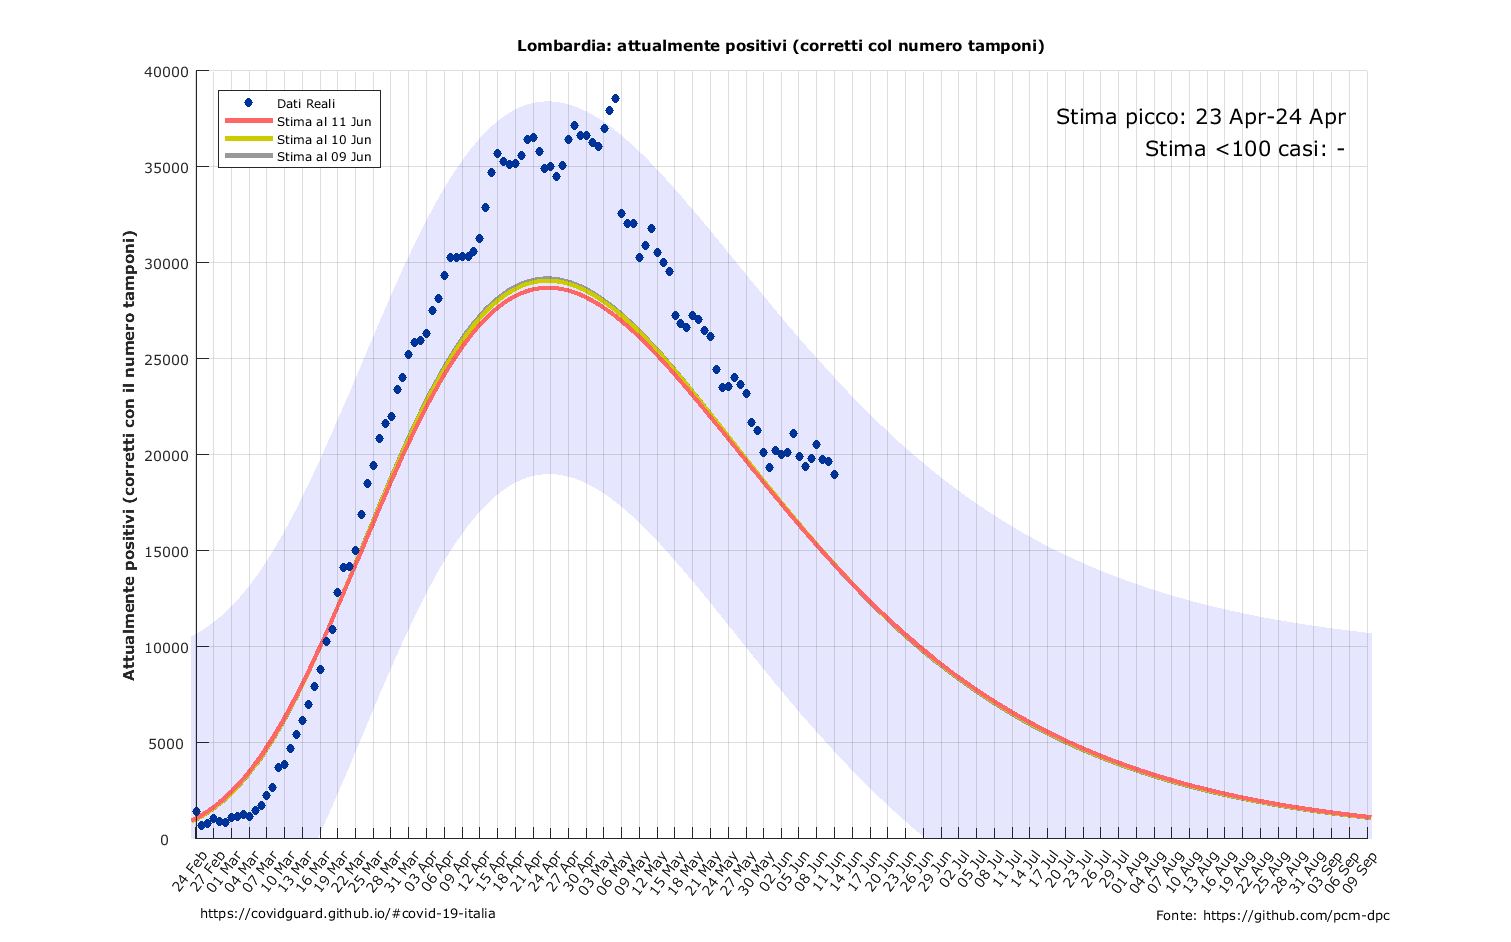 Lombardia: attualmente positivi (corretti col numero tamponi)
Attualmente positivi (corretti con il numero tamponi)
40000
35000
30000
25000
20000
15000
10000
5000
0
Dati Reali
Stima al 11 Jun
Stima al 10 Jun
Stima al 09 Jun
Stima picco: 23 Apr-24 Apr
Stima <100 casi: -
24 Feb
27 Feb
01 Mar
04 Mar
07 Mar
10 Mar
13 Mar
16 Mar
19 Mar
22 Mar
25 Mar
28 Mar
31 Mar
03 Apr
06 Apr
09 Apr
12 Apr
15 Apr
18 Apr
21 Apr
24 Apr
27 Apr
30 Apr
03 May
06 May
09 May
12 May
15 May
18 May
21 May
24 May
27 May
30 May
02 Jun
05 Jun
08 Jun
11 Jun
14 Jun
17 Jun
20 Jun
23 Jun
26 Jun
29 Jun
02 Jul
05 Jul
08 Jul
11 Jul
14 Jul
17 Jul
20 Jul
23 Jul
26 Jul
29 Jul
01 Aug
04 Aug
07 Aug
10 Aug
13 Aug
16 Aug
19 Aug
22 Aug
25 Aug
28 Aug
31 Aug
03 Sep
06 Sep
09 Sep
https://covidguard.github.io/#covid-19-italia
Fonte: https://github.com/pcm-dpc